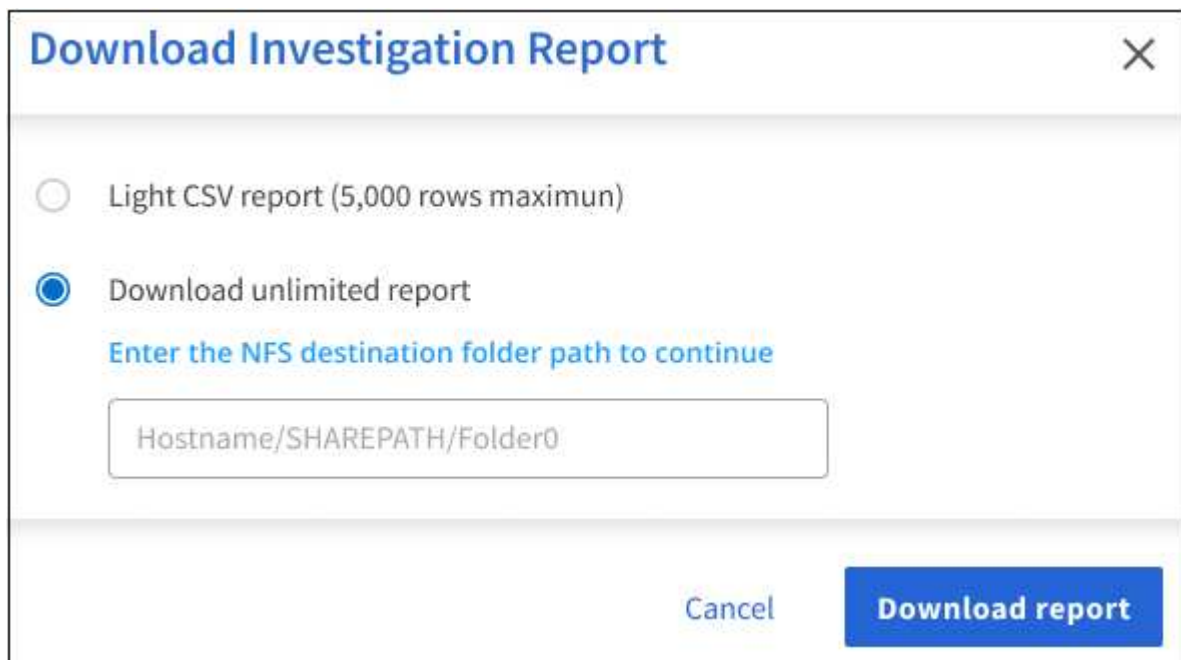 Download Investigation Report
Light CSV report (5,000 rows maximun)
Download unlimited report
Enter the NFS destination folder path to continue
Hostname/SHAREPATH/Folder0
Cancel
Download report